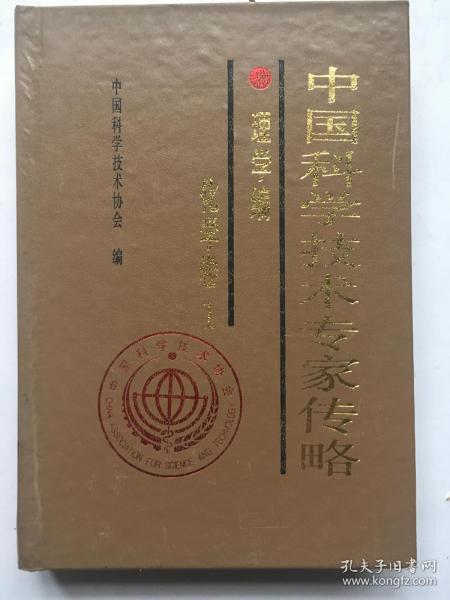 中国科学技术专家传略
理学编
化学卷 1
中国科学技术协会 编
中国科学技术协会
CHINA ASSOCIATION FOR SCIENCE AND TECHNOLOGY
孔夫子旧书网
www.kongfz.com